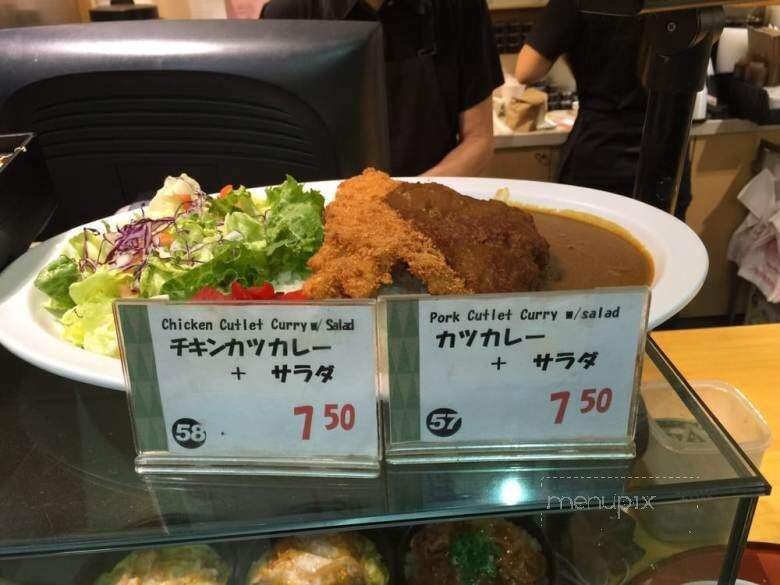 Chicken Cutlet Curry w/ Salad
チキンカツカレー
+ サラダ
58
7 50
Pork Cutlet Curry w/salad
カツカレー
+ サラダ
57
7 50
menupix